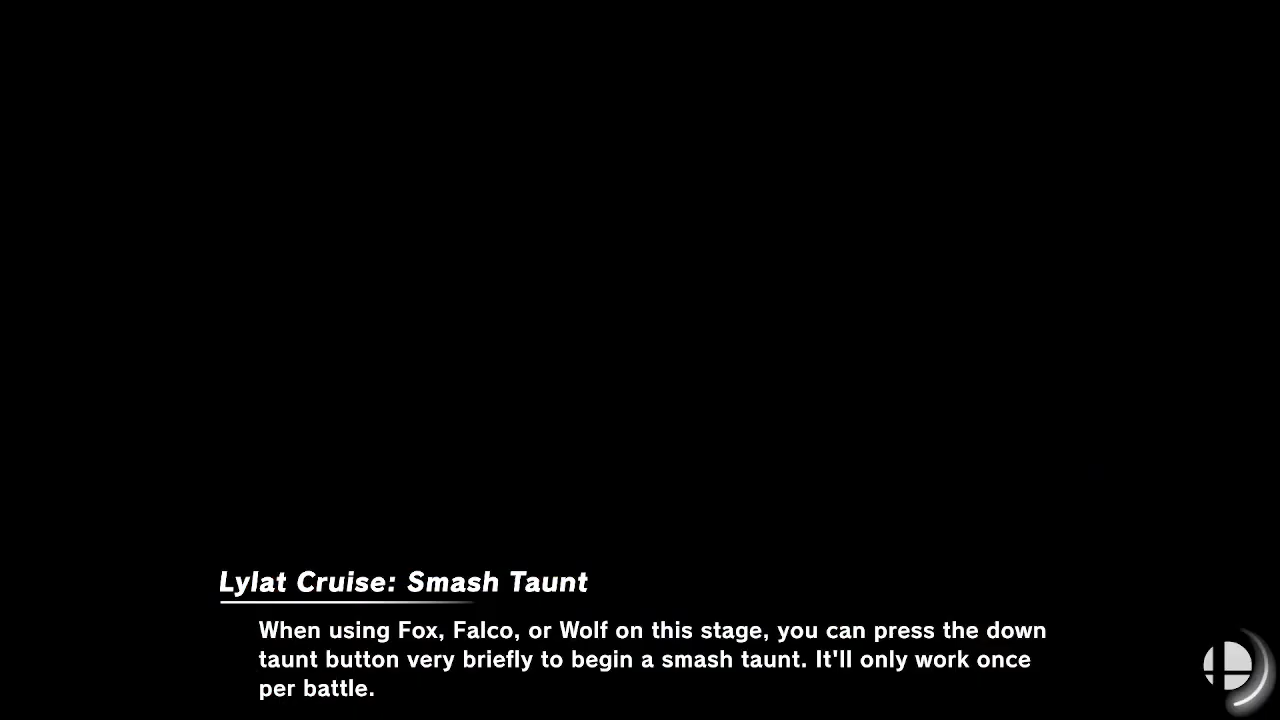 Lylat Cruise: Smash Taunt
When using Fox, Falco, or Wolf on this stage, you can press the down
taunt button very briefly to begin a smash taunt. It'll only work once
per battle.